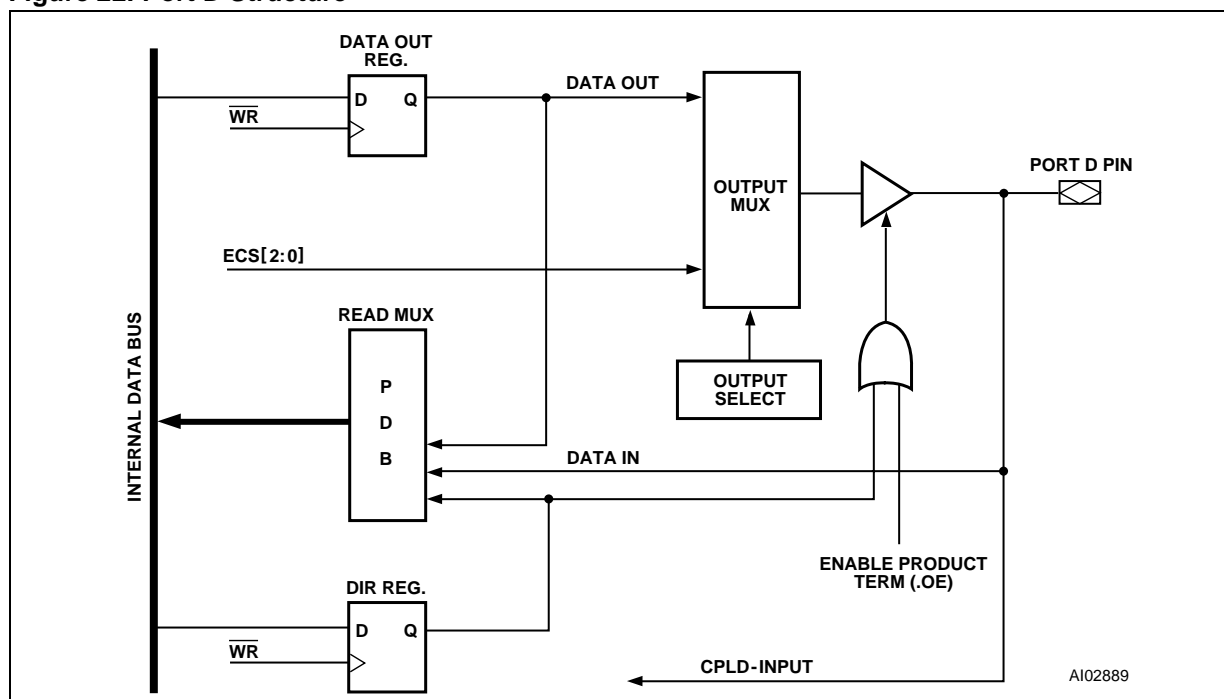 DATA OUT
REG.
D Q
WR
DATA OUT
OUTPUT
MUX
PORT D PIN
ECS[2:0]
READ MUX
P
D
B
OUTPUT
SELECT
INTERNAL DATA BUS
DATA IN
ENABLE PRODUCT
TERM (.OE)
DIR REG.
D Q
WR
CPLD-INPUT
AI02889